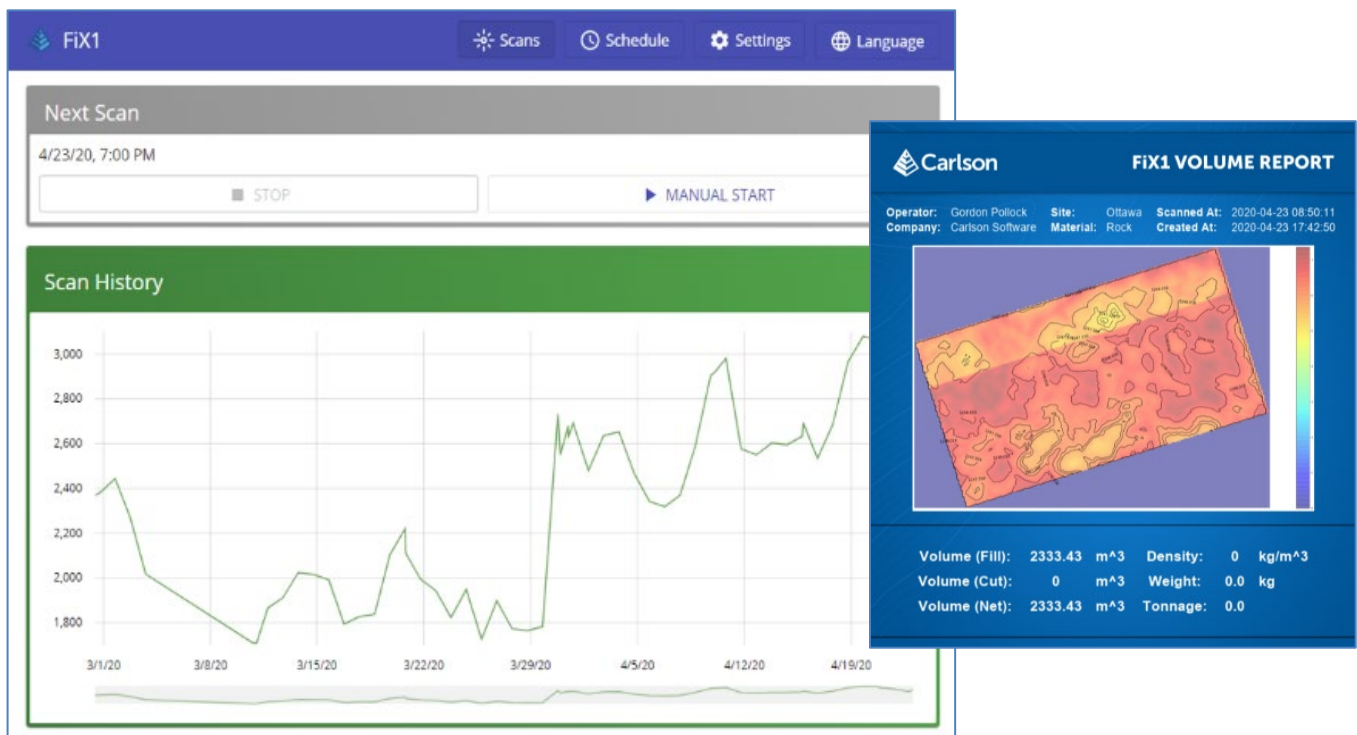 FiX1
Scans
Schedule
Settings
Language
Next Scan
4/23/20, 7:00 PM
STOP
MANUAL START
Scan History
3,000
2,800
2,600
2,400
2,200
2,000
1,800
3/1/20
3/8/20
3/15/20
3/22/20
3/29/20
4/5/20
4/12/20
4/19/20
Carlson
FiX1 VOLUME REPORT
Operator: Gordon Pollock Site: Ottawa Scanned At: 2020-04-23 08:50:11
Company: Carlson Software Material: Rock Created At: 2020-04-23 17:42:50
Volume (Fill): 2333.43 m^3 Density: 0 kg/m^3
Volume (Cut): 0 m^3 Weight: 0.0 kg
Volume (Net): 2333.43 m^3 Tonnage: 0.0